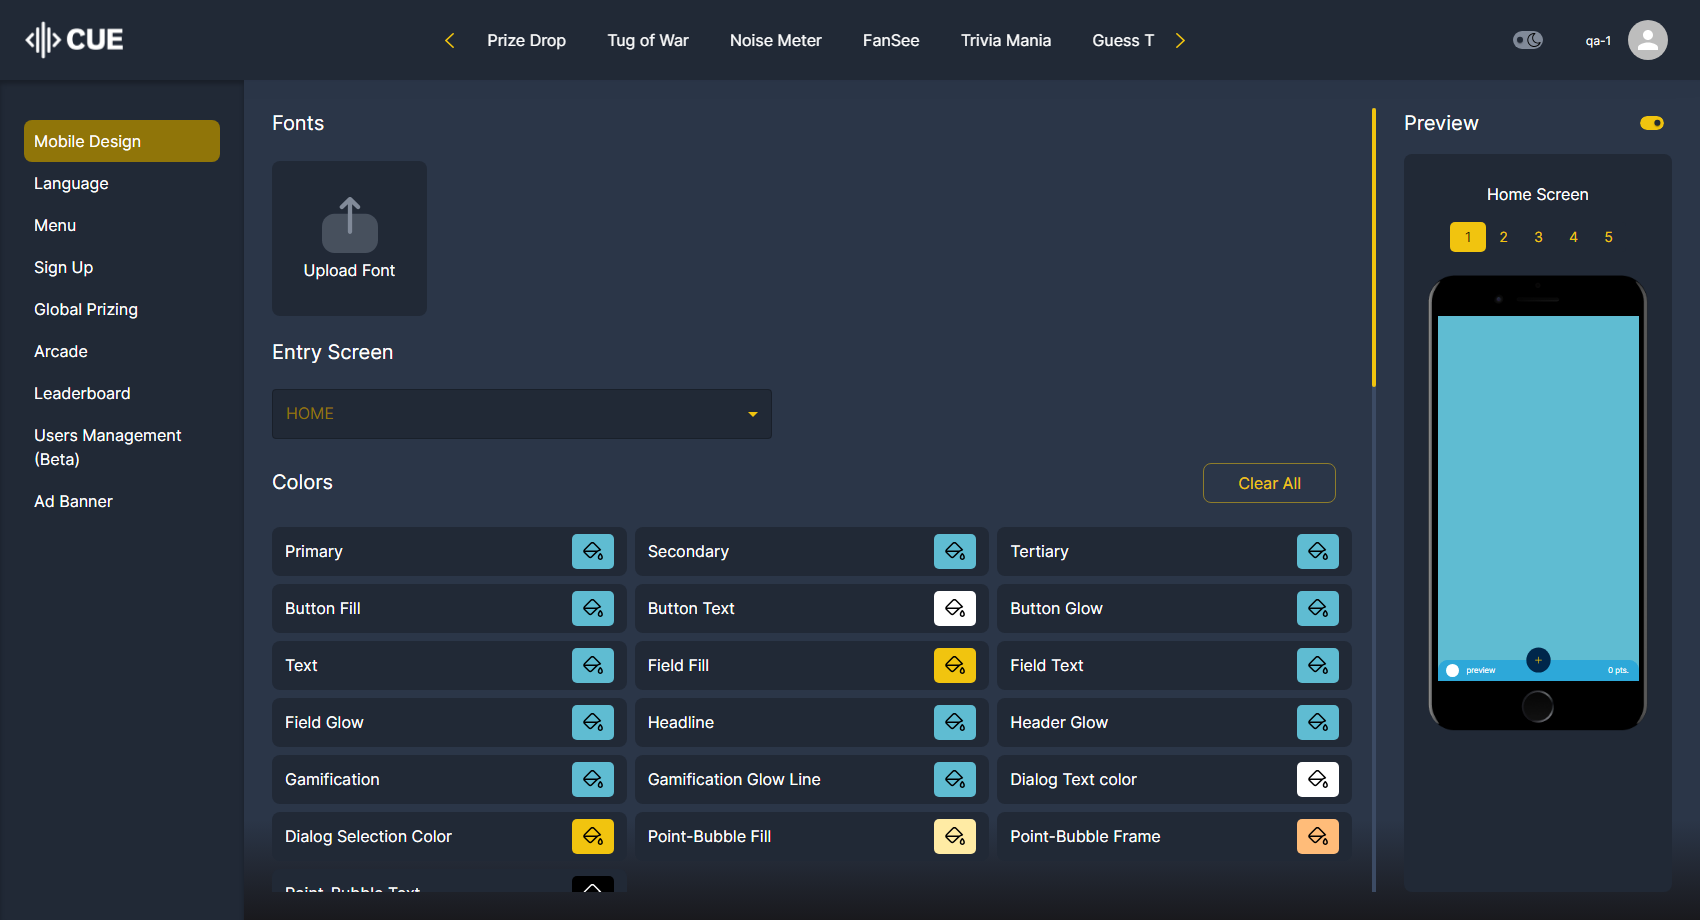 CUE
Prize Drop
Tug of War
Noise Meter
FanSee
Trivia Mania
Guess T
qa-1
Mobile Design
Language
Menu
Sign Up
Global Prizing
Arcade
Leaderboard
Users Management
(Beta)
Ad Banner
Fonts
Upload Font
Entry Screen
HOME
Colors
Clear All
Primary
Secondary
Tertiary
Button Fill
Button Text
Button Glow
Text
Field Fill
Field Text
Field Glow
Headline
Header Glow
Gamification
Gamification Glow Line
Dialog Text color
Dialog Selection Color
Point-Bubble Fill
Point-Bubble Frame
Point-Bubble Text
Preview
Home Screen
1 2 3 4 5
preview
+
0 pts.